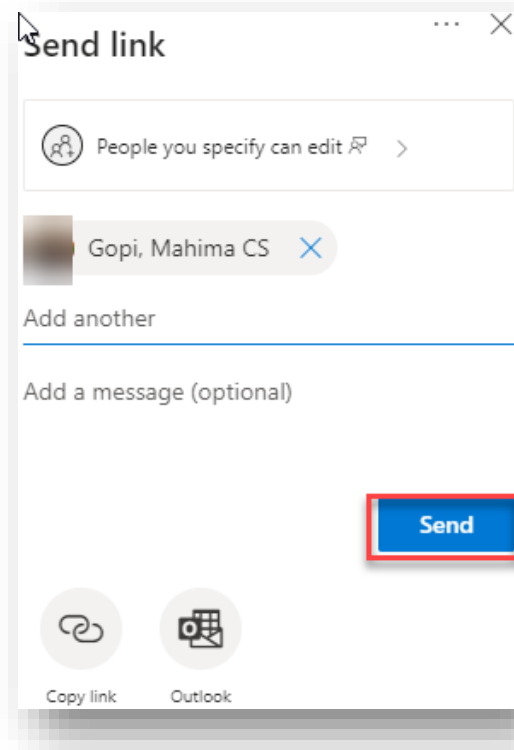 Send link
People you specify can edit
Gopi, Mahima CS
Add another
Add a message (optional)
Send
Copy link
Outlook